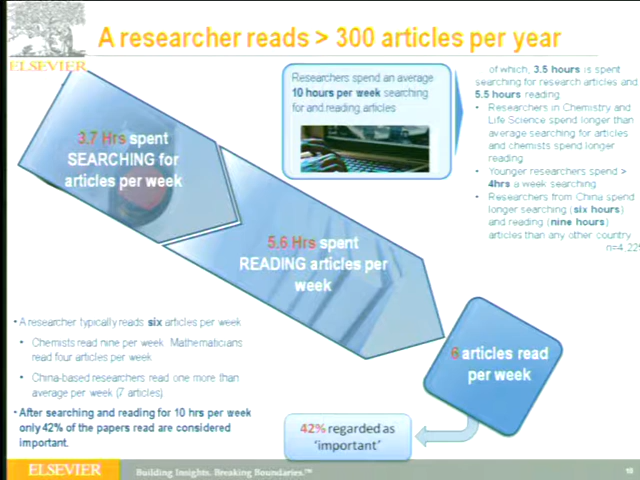 ELSEVIER
A researcher reads > 300 articles per year
3.7 Hrs spent
SEARCHING for
articles per week
Researchers spend an average
10 hours per week searching
for and reading articles
of which, 3.5 hours is spent
searching for research articles and
5.5 hours reading
• Researchers in Chemistry and
Life Science spend longer than
average searching for articles
and chemists spend longer
reading
• Younger researchers spend >
4hrs a week searching
• Researchers from China spend
longer searching (six hours)
and reading (nine hours)
articles than any other country
5.6 Hrs spent
READING articles per
week
6 articles read
per week
• A researcher typically reads six articles per week
• Chemists read nine per week. Mathematicians
read four articles per week
• China-based researchers read one more than
average per week (7 articles)
• After searching and reading for 10 hrs per week
only 42% of the papers read are considered
important.
42% regarded as
'important'
ELSEVIER
Building Insights. Breaking Boundaries.™